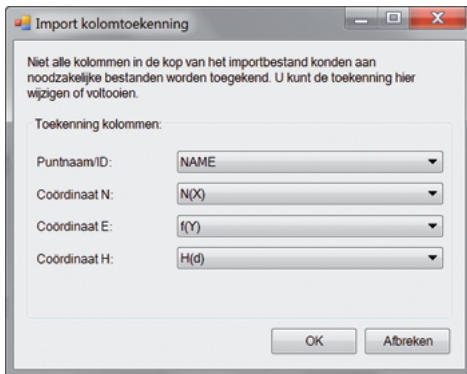 Import kolomtoekenning
Niet alle kolommen in de kop van het importbestand konden aan
noodzakelijke bestanden worden toegekend. U kunt de toekenning hier
wijzigen of voltooien.
Toekenning kolommen:
Puntnaam/ID: NAME
Coördinaat N: N(X)
Coördinaat E: f(Y)
Coördinaat H: H(d)
OK Afbreken